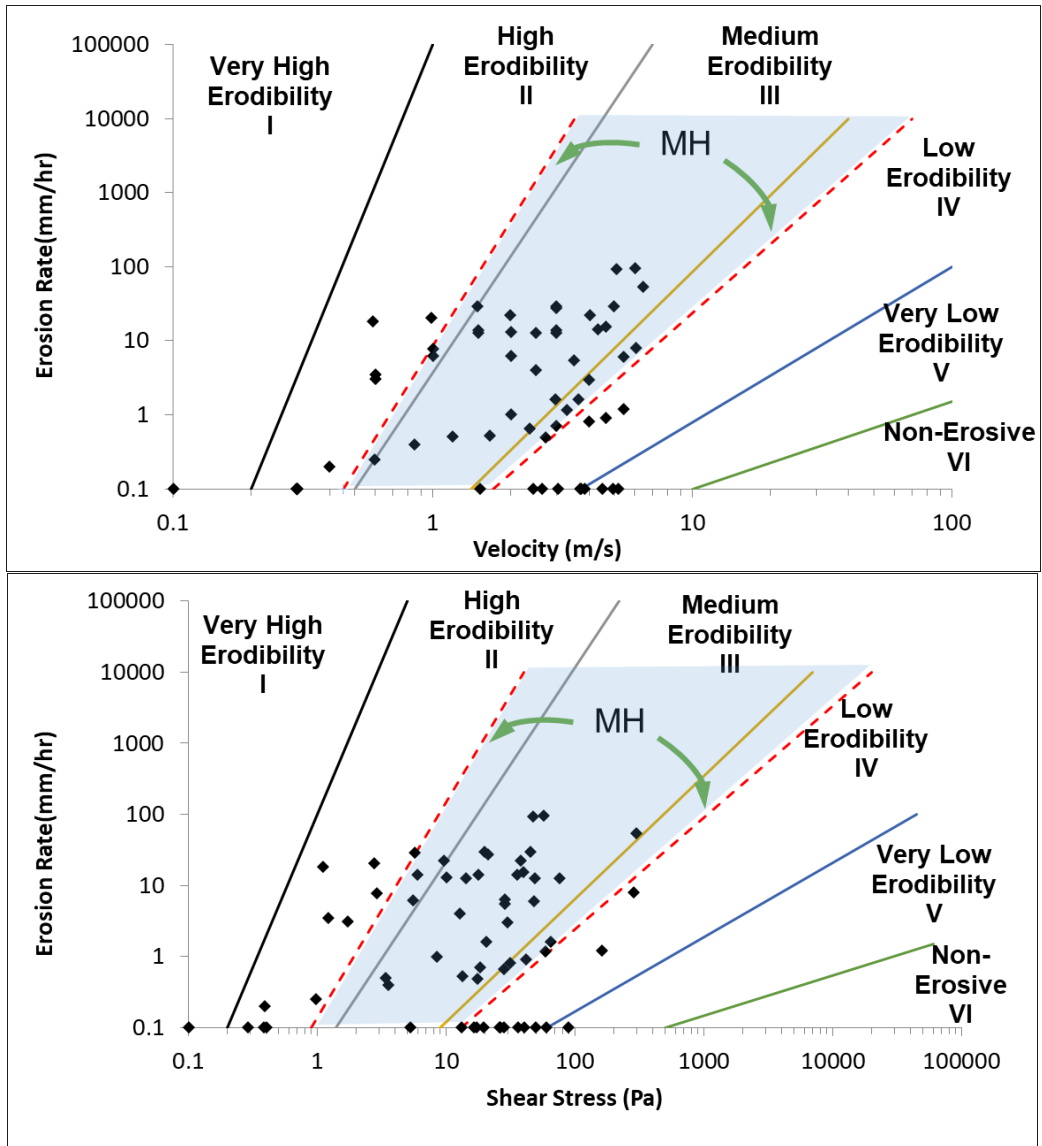 100000
10000
1000
100
10
1
0.1
Erosion Rate(mm/hr)
Very High
Erodibility
I
High
Erodibility
II
Medium
Erodibility
III
MH
Low
Erodibility
IV
Very Low
Erodibility
V
Non-Erosive
VI
0.1
1
10
100
Velocity (m/s)
100000
10000
1000
100
10
1
0.1
Erosion Rate(mm/hr)
Very High
Erodibility
I
High
Erodibility
II
Medium
Erodibility
III
MH
Low
Erodibility
IV
Very Low
Erodibility
V
Non-
Erosive
VI
0.1
1
10
100
1000
10000
100000
Shear Stress (Pa)